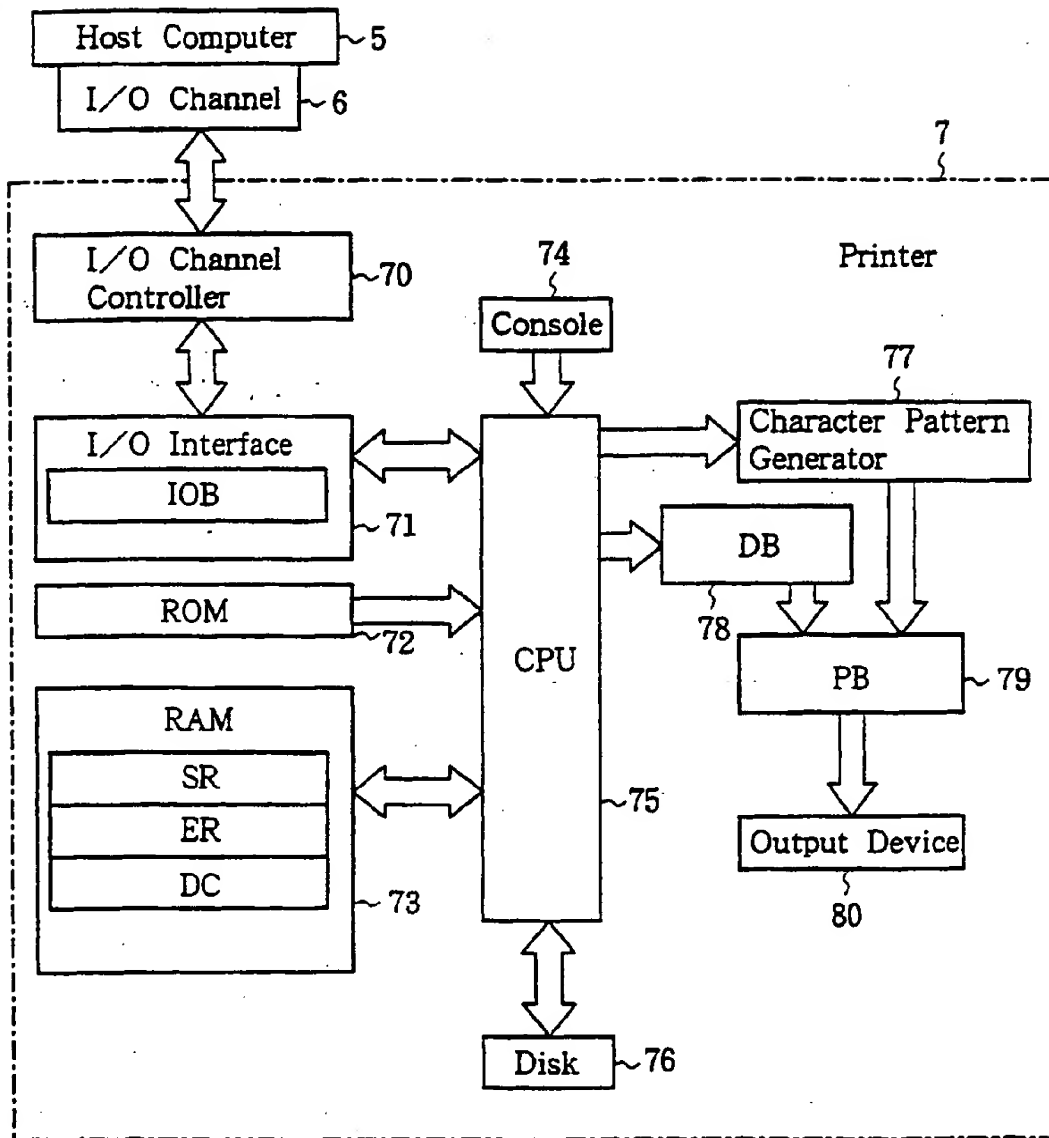 Host Computer
5
I/O Channel
6
7
I/O Channel
Controller
70
Printer
74
Console
77
Character Pattern
Generator
I/O Interface
IOB
71
DB
78
ROM
72
CPU
75
PB
79
RAM
SR
ER
DC
73
Output Device
80
Disk
76